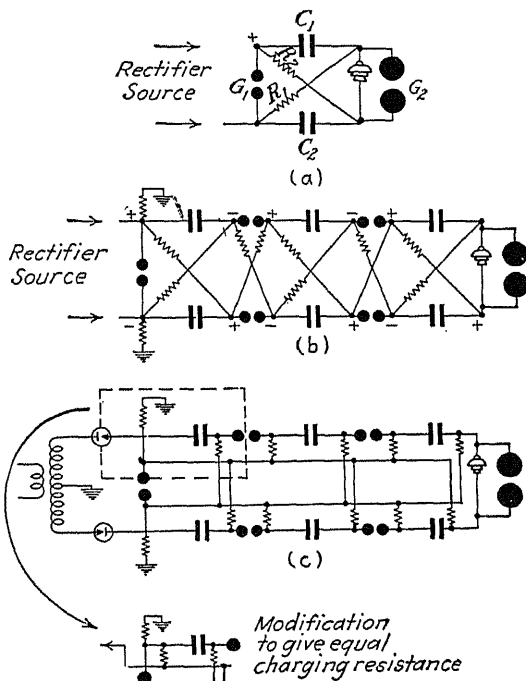 C1
+
R2
Rectifier
Source
G1
R1
G2
C2
(a)
+ - + - +
Rectifier
Source
- + - + - +
(b)
(c)
Modification
to give equal
charging resistance